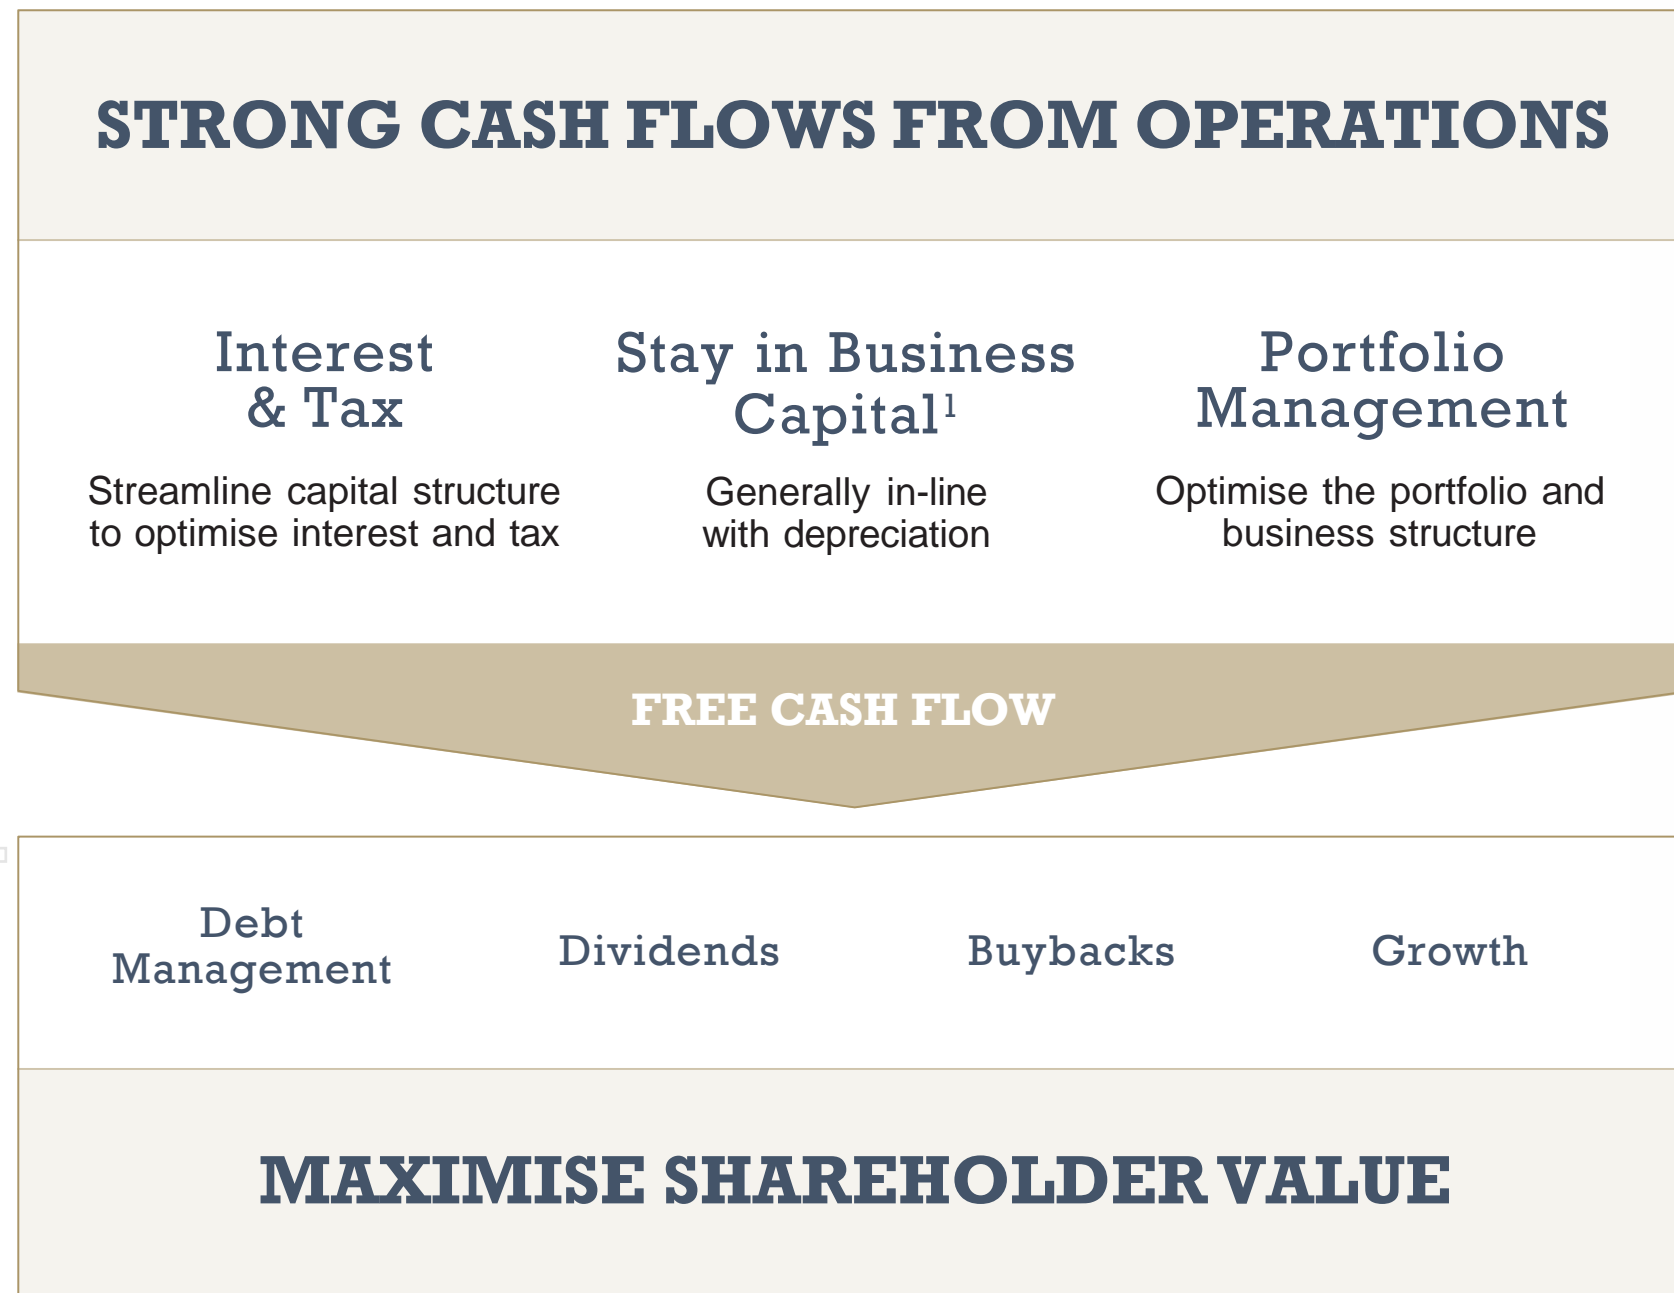 STRONG CASH FLOWS FROM OPERATIONS
Interest
& Tax
Streamline capital structure
to optimise interest and tax
Stay in Business
Capital¹
Generally in-line
with depreciation
Portfolio
Management
Optimise the portfolio and
business structure
FREE CASH FLOW
Debt
Management
Dividends
Buybacks
Growth
MAXIMISE SHAREHOLDER VALUE